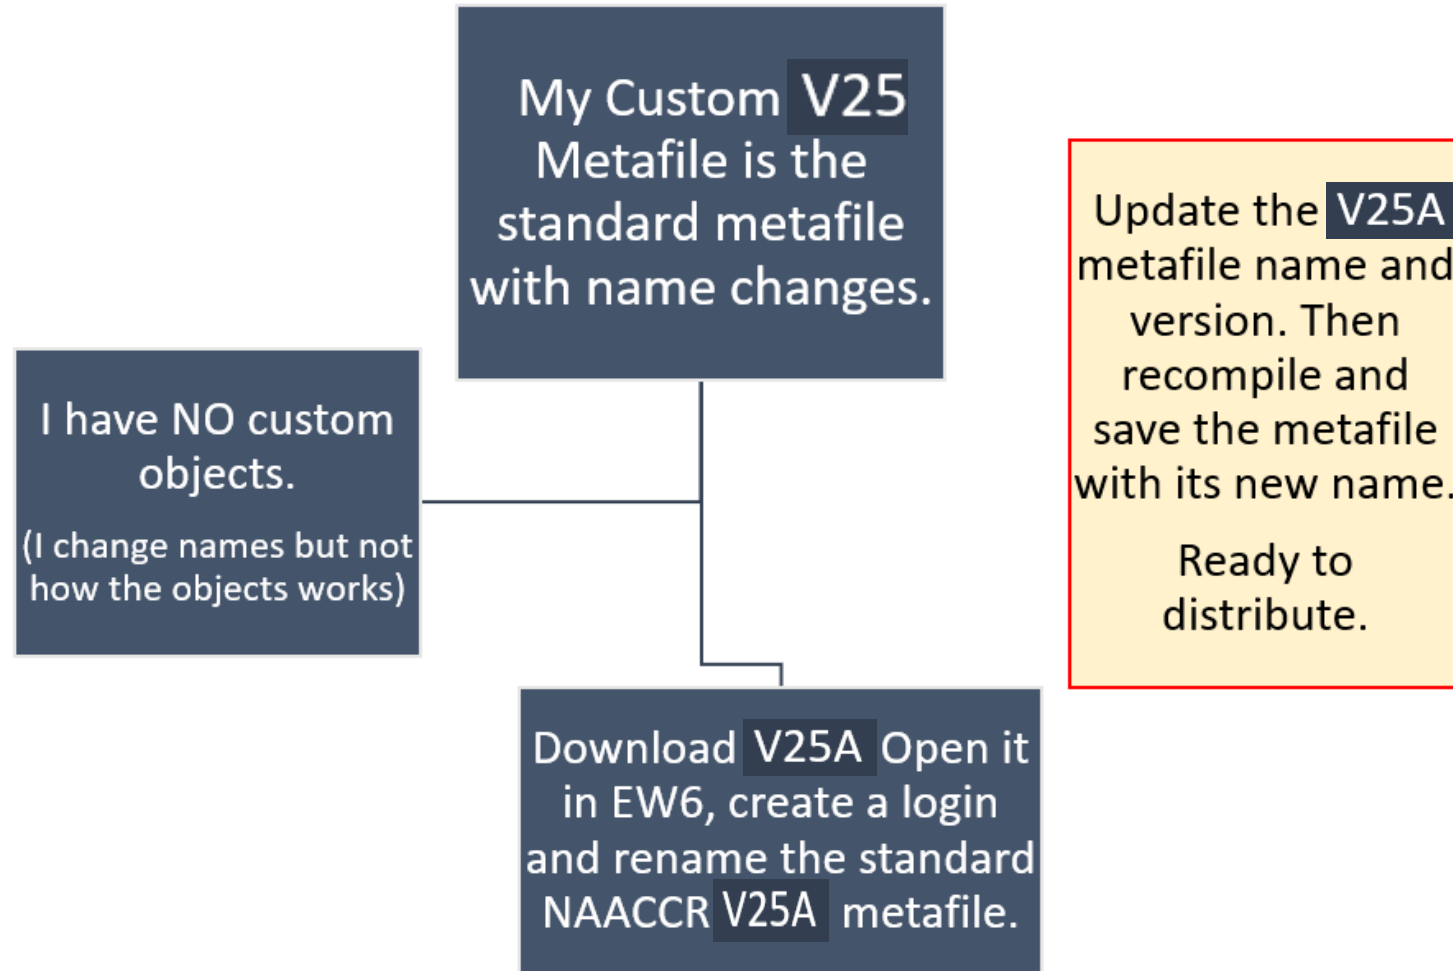 My Custom V25
Metafile is the
standard metafile
with name changes.
I have NO custom
objects.
(I change names but not
how the objects works)
Update the V25A
metafile name and
version. Then
recompile and
save the metafile
with its new name.
Ready to
distribute.
Download V25A Open it
in EW6, create a login
and rename the standard
NAACCR V25A metafile.